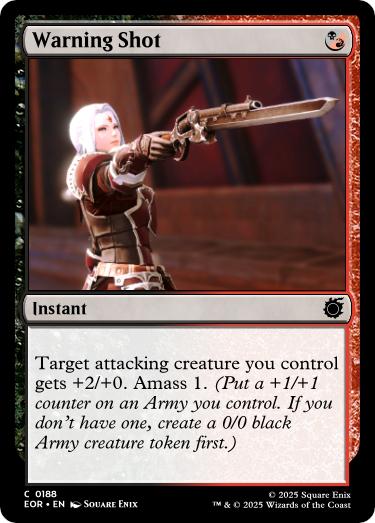 Warning Shot
Instant
Target attacking creature you control
gets +2/+0. Amass 1. (Put a +1/+1
counter on an Army you control. If you
don't have one, create a 0/0 black
Army creature token first.)
C 0188
EOR • EN Square Enix
© 2025 Square Enix
™ & © 2025 Wizards of the Coast